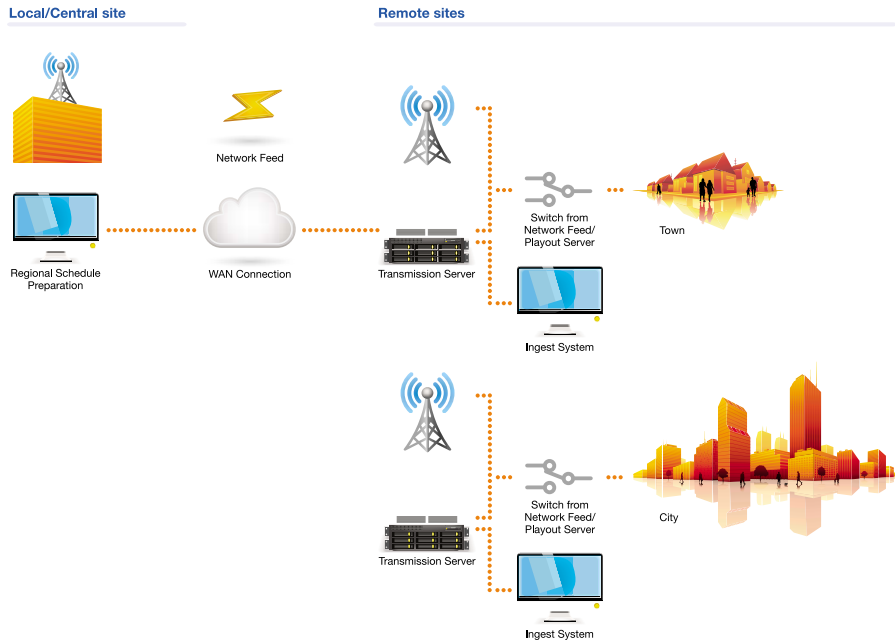 Local/Central site
Remote sites
Network Feed
Regional Schedule
Preparation
WAN Connection
Transmission Server
Switch from
Network Feed/
Playout Server
Town
Ingest System
Transmission Server
Switch from
Network Feed/
Playout Server
City
Ingest System